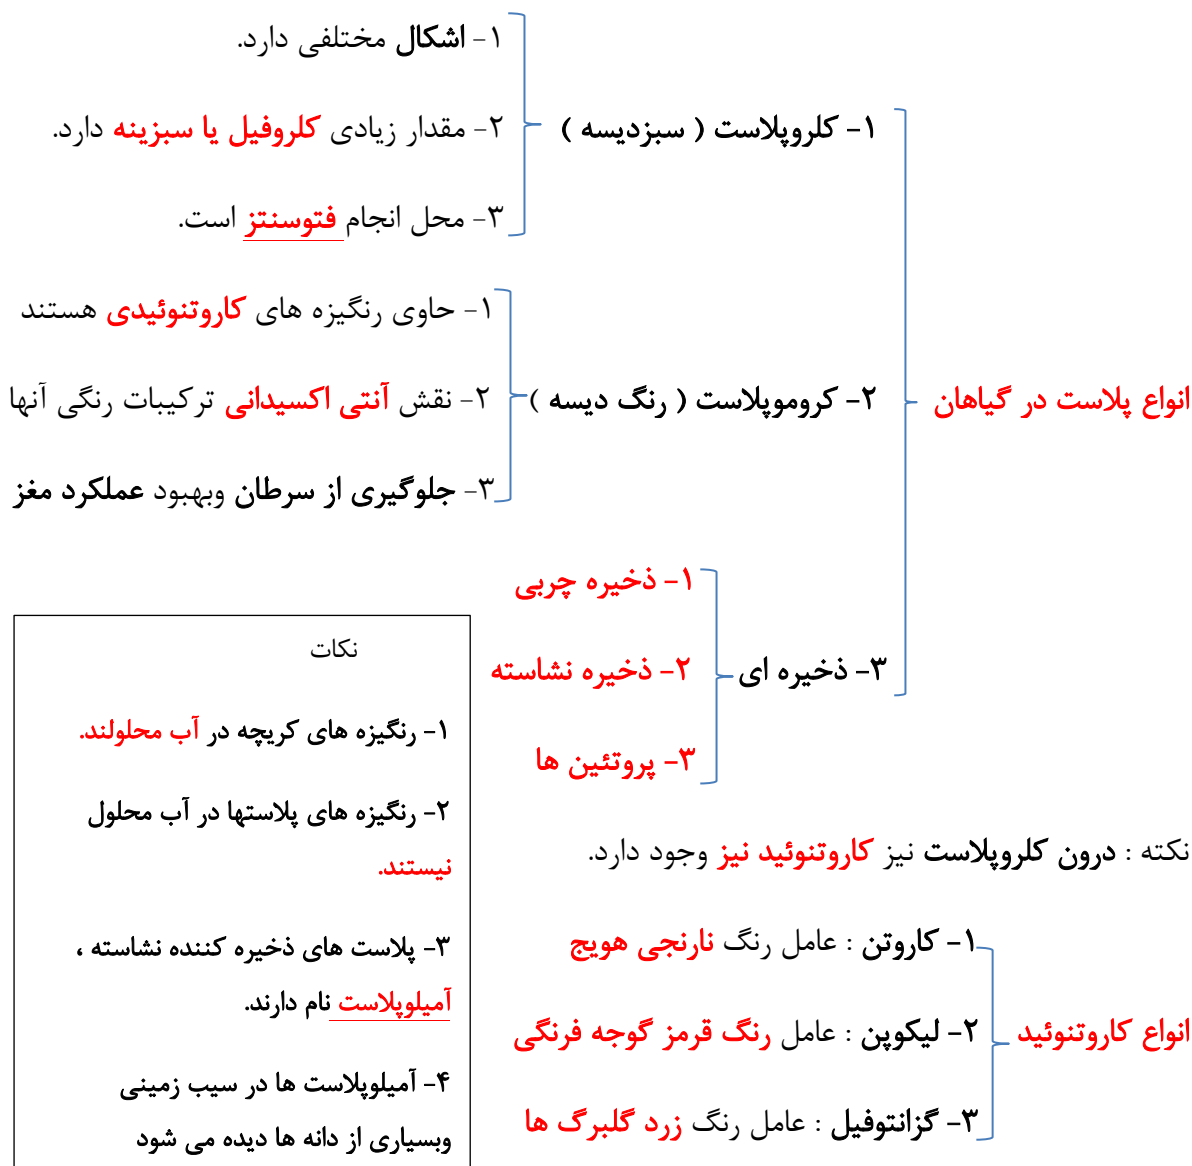 انواع پلاست در گیاهان
۱- کلروپلاست ( سبزدیسه )
۱- اشکال مختلفی دارد.
۲- مقدار زیادی کلروفیل یا سبزینه دارد.
۳- محل انجام فتوسنتز است.
۲- کروموپلاست ( رنگ دیسه )
۱- حاوی رنگیزه های کاروتنوئیدی هستند
۲- نقش آنتی اکسیدانی ترکیبات رنگی آنها
۳- جلوگیری از سرطان وبهبود عملکرد مغز
۳- ذخیره ای
۱- ذخیره چربی
۲- ذخیره نشاسته
۳- پروتئین ها
نکته : درون کلروپلاست نیز کاروتنوئید نیز وجود دارد.
انواع کاروتنوئید
۱- کاروتن : عامل رنگ نارنجی هویج
۲- لیکوپن : عامل رنگ قرمز گوجه فرنگی
۳- گزانتوفیل : عامل رنگ زرد گلبرگ ها
نکات
۱- رنگیزه های کریچه در آب محلولند.
۲- رنگیزه های پلاستها در آب محلول
نیستند.
۳- پلاست های ذخیره کننده نشاسته ،
آمیلوپلاست نام دارند.
۴- آمیلوپلاست ها در سیب زمینی
وبسیاری از دانه ها دیده می شود